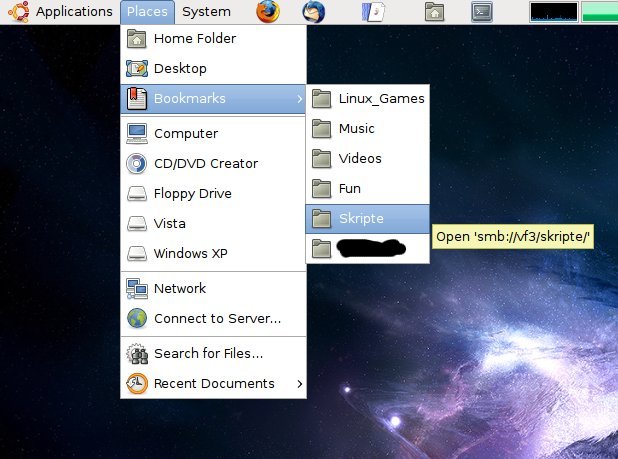 Applications Places System
Home Folder
Desktop
Bookmarks
Computer
CD/DVD Creator
Floppy Drive
Vista
Windows XP
Network
Connect to Server...
Search for Files...
Recent Documents
Linux_Games
Music
Videos
Fun
Skripte
Open 'smb://vf3/skripte/'